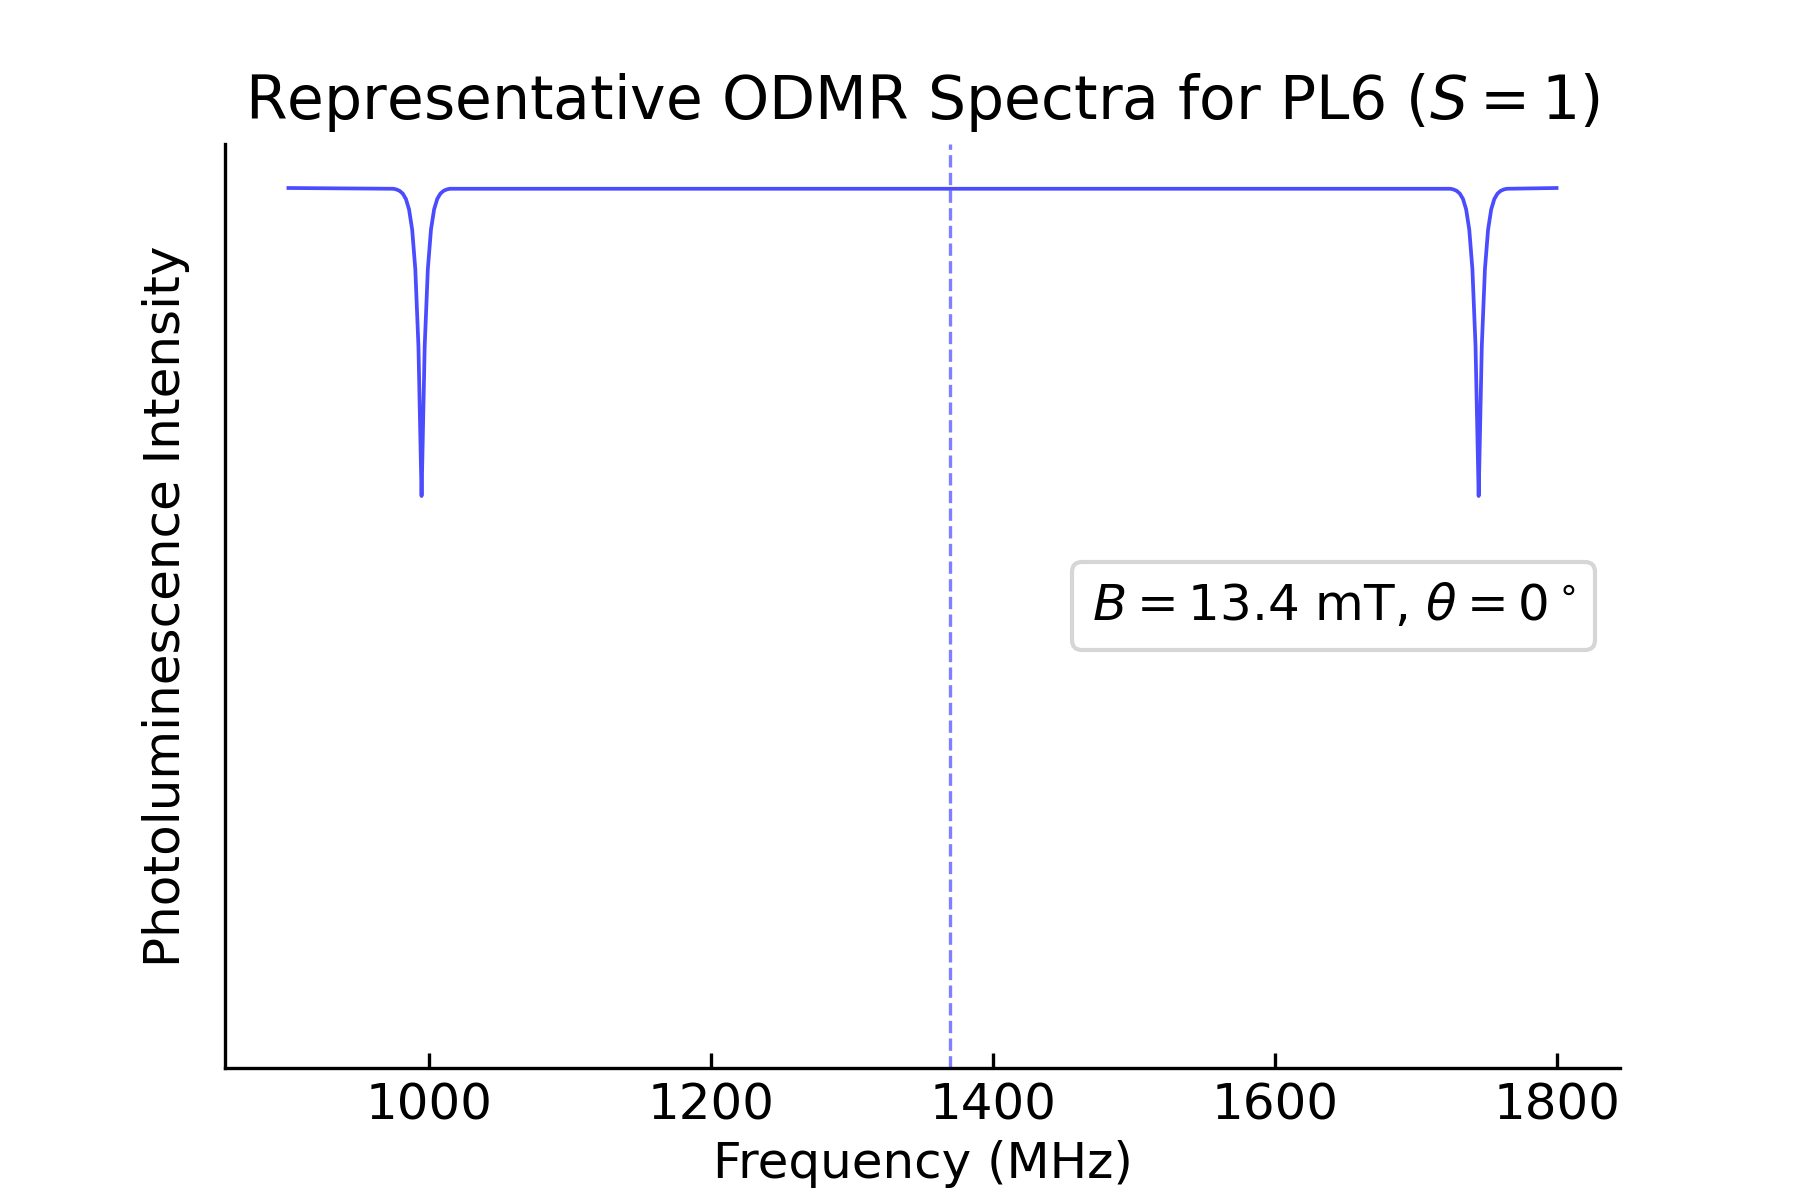 Representative ODMR Spectra for PL6 (S = 1)
Photoluminescence Intensity
B = 13.4 mT, θ = 0°
1000 1200 1400 1600 1800
Frequency (MHz)